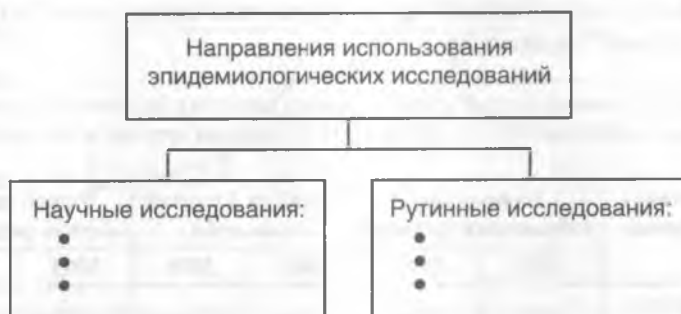 Направления использования
эпидемиологических исследований
Научные исследования:
•
•
•
Рутинные исследования:
•
•
•